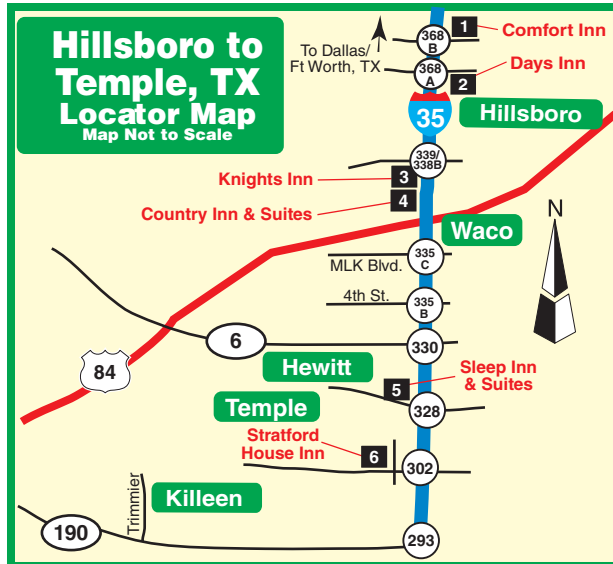 Hillsboro to
Temple, TX
Locator Map
Map Not to Scale
To Dallas/
Ft Worth, TX
368
B
1
Comfort Inn
368
A
2
Days Inn
35
Hillsboro
339/
338B
Knights Inn
3
Country Inn & Suites
4
Waco
N
MLK Blvd.
335
C
4th St.
335
B
6
330
84
Hewitt
Sleep Inn
& Suites
5
Temple
328
Stratford
House Inn
6
302
Trimmier
Killeen
190
293